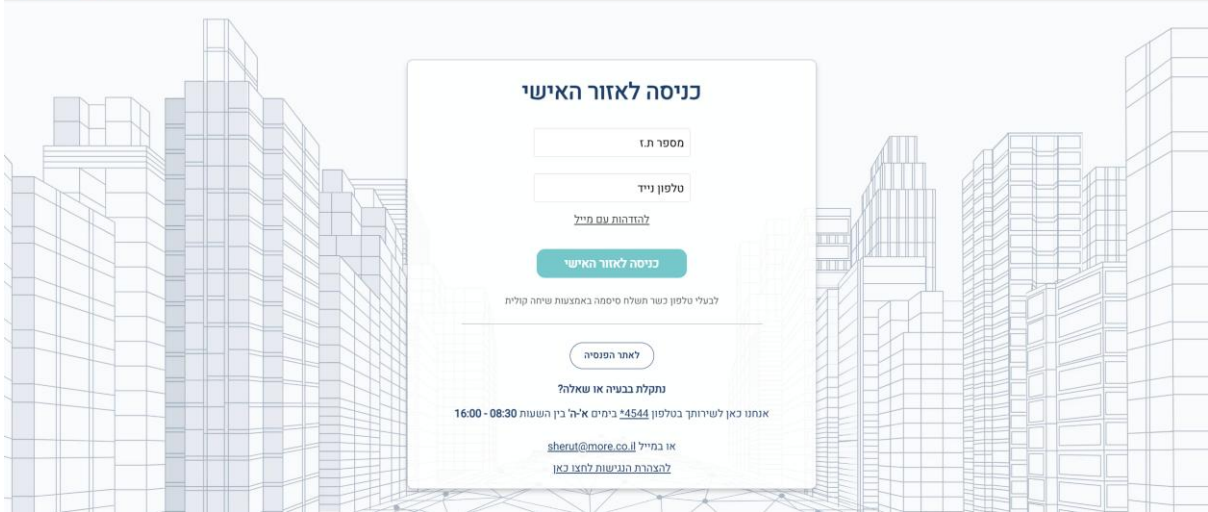 כניסה לאזור האישי
מספר ת.ז
טלפון נייד
להזדהות עם מייל
כניסה לאזור האישי
לבעלי טלפון כשר תשלח סיסמה באמצעות שיחה קולית
לאתר הפנסיה
נתקלת בבעיה או שאלה?
אנחנו כאן לשירותך בטלפון 4544* בימים א'-ה' בין השעות 08:30 - 16:00
או במייל sherut@more.co.il
להצהרת הנגישות לחצו כאן